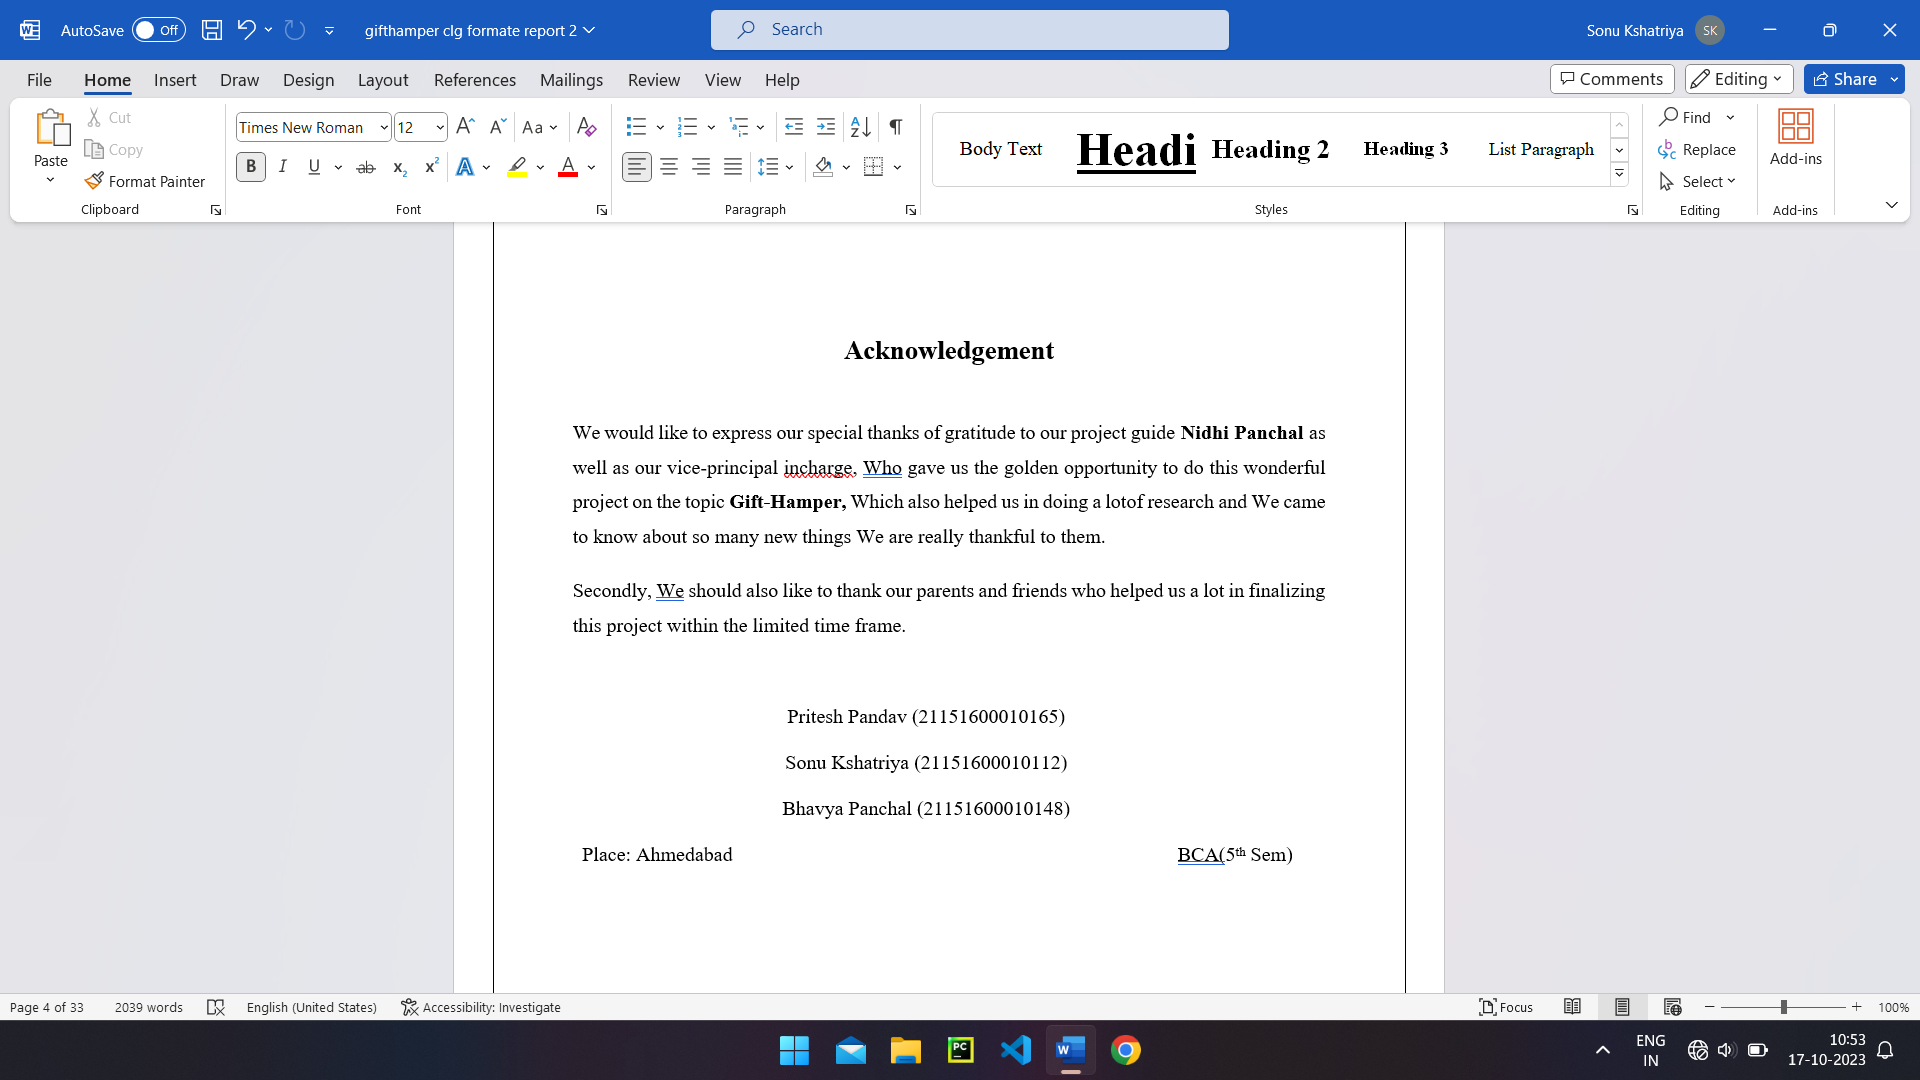 AutoSave Off gifthamper clg formate report 2 Search Sonu Kshatriya SK
File Home Insert Draw Design Layout References Mailings Review View Help Comments Editing Share
Paste Cut Copy Format Painter Clipboard
Times New Roman 12 Aa B I U ab x₂ x² A A Font
Paragraph
Body Text Headi Heading 2 Heading 3 List Paragraph Styles
Find Replace Select Editing
Add-ins Add-ins
Acknowledgement
We would like to express our special thanks of gratitude to our project guide Nidhi Panchal as
well as our vice-principal incharge, Who gave us the golden opportunity to do this wonderful
project on the topic Gift-Hamper, Which also helped us in doing a lotof research and We came
to know about so many new things We are really thankful to them.
Secondly, We should also like to thank our parents and friends who helped us a lot in finalizing
this project within the limited time frame.
Pritesh Pandav (21151600010165)
Sonu Kshatriya (21151600010112)
Bhavya Panchal (21151600010148)
Place: Ahmedabad BCA(5th Sem)
Page 4 of 33 2039 words English (United States) Accessibility: Investigate Focus 100%
ENG
IN
10:53
17-10-2023